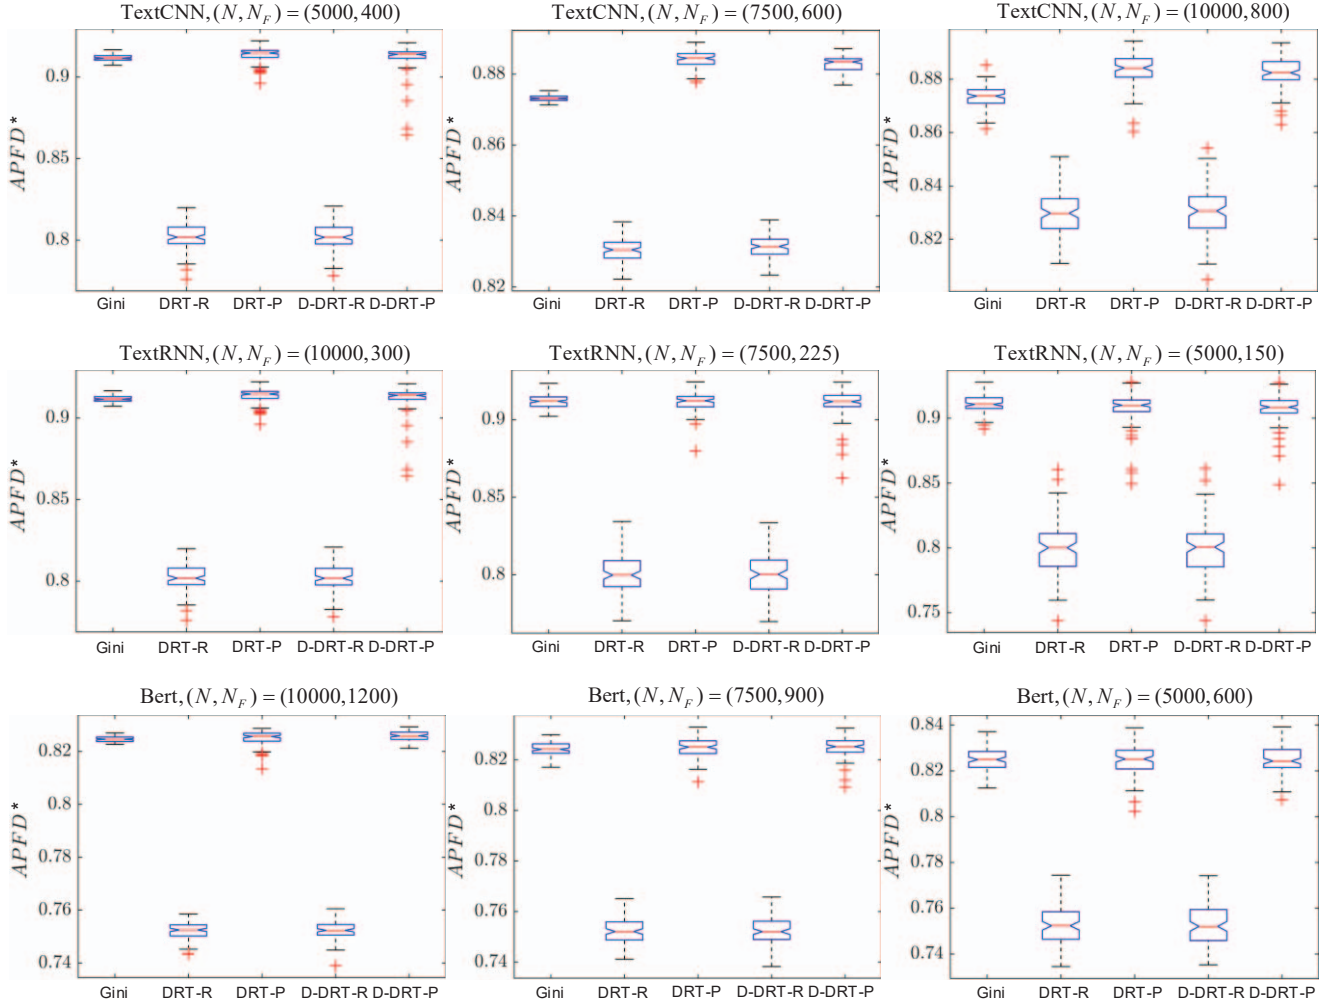 TextCNN, (N, N_F) = (5000,400)
TextCNN, (N, N_F) = (7500,600)
TextCNN, (N, N_F) = (10000,800)
APFD*
0.9
0.85
0.8
Gini DRT-R DRT-P D-DRT-R D-DRT-P
APFD*
0.88
0.86
0.84
0.82
Gini DRT-R DRT-P D-DRT-R D-DRT-P
APFD*
0.88
0.86
0.84
0.82
Gini DRT-R DRT-P D-DRT-R D-DRT-P
TextRNN, (N, N_F) = (10000,300)
TextRNN, (N, N_F) = (7500,225)
TextRNN, (N, N_F) = (5000,150)
APFD*
0.9
0.85
0.8
Gini DRT-R DRT-P D-DRT-R D-DRT-P
APFD*
0.9
0.85
0.8
Gini DRT-R DRT-P D-DRT-R D-DRT-P
APFD*
0.9
0.85
0.8
0.75
Gini DRT-R DRT-P D-DRT-R D-DRT-P
Bert, (N, N_F) = (10000,1200)
Bert, (N, N_F) = (7500,900)
Bert, (N, N_F) = (5000,600)
APFD*
0.82
0.8
0.78
0.76
0.74
Gini DRT-R DRT-P D-DRT-R D-DRT-P
APFD*
0.82
0.8
0.78
0.76
0.74
Gini DRT-R DRT-P D-DRT-R D-DRT-P
APFD*
0.84
0.82
0.8
0.78
0.76
0.74
Gini DRT-R DRT-P D-DRT-R D-DRT-P